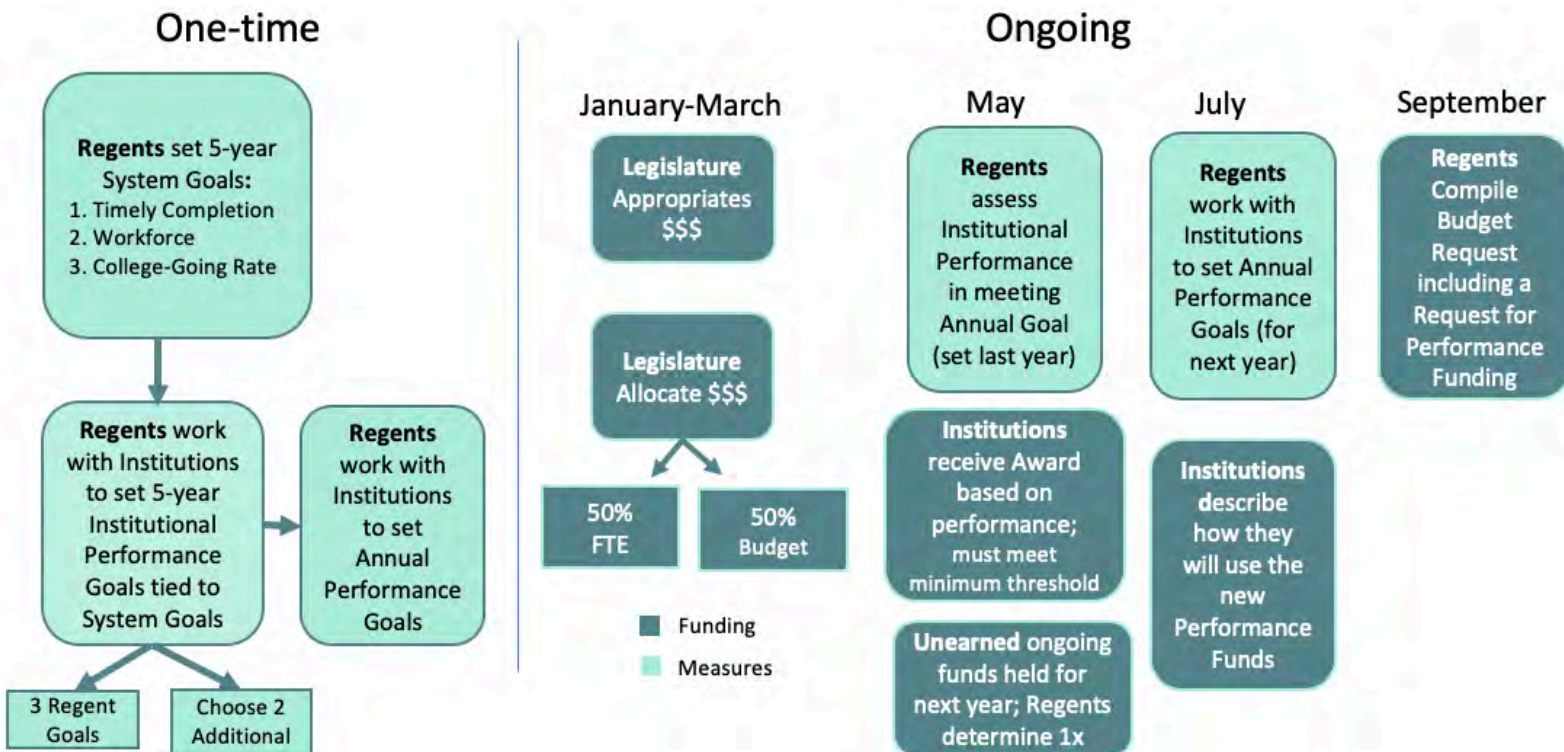 One-time
Regents set 5-year
System Goals:
1. Timely Completion
2. Workforce
3. College-Going Rate
Regents work
with Institutions
to set 5-year
Institutional
Performance
Goals tied to
System Goals
Regents
work with
Institutions
to set
Annual
Performance
Goals
3 Regent
Goals
Choose 2
Additional
Ongoing
January-March
Legislature
Appropriates
$$$
Legislature
Allocate $$$
50%
FTE
50%
Budget
Funding
Measures
May
Regents
assess
Institutional
Performance
in meeting
Annual Goal
(set last year)
Institutions
receive Award
based on
performance;
must meet
minimum threshold
Unearned ongoing
funds held for
next year; Regents
determine 1x
July
Regents
work with
Institutions
to set Annual
Performance
Goals (for
next year)
Institutions describe
how they
will use the
new
Performance
Funds
September
Regents
Compile
Budget
Request
including a
Request for
Performance
Funding